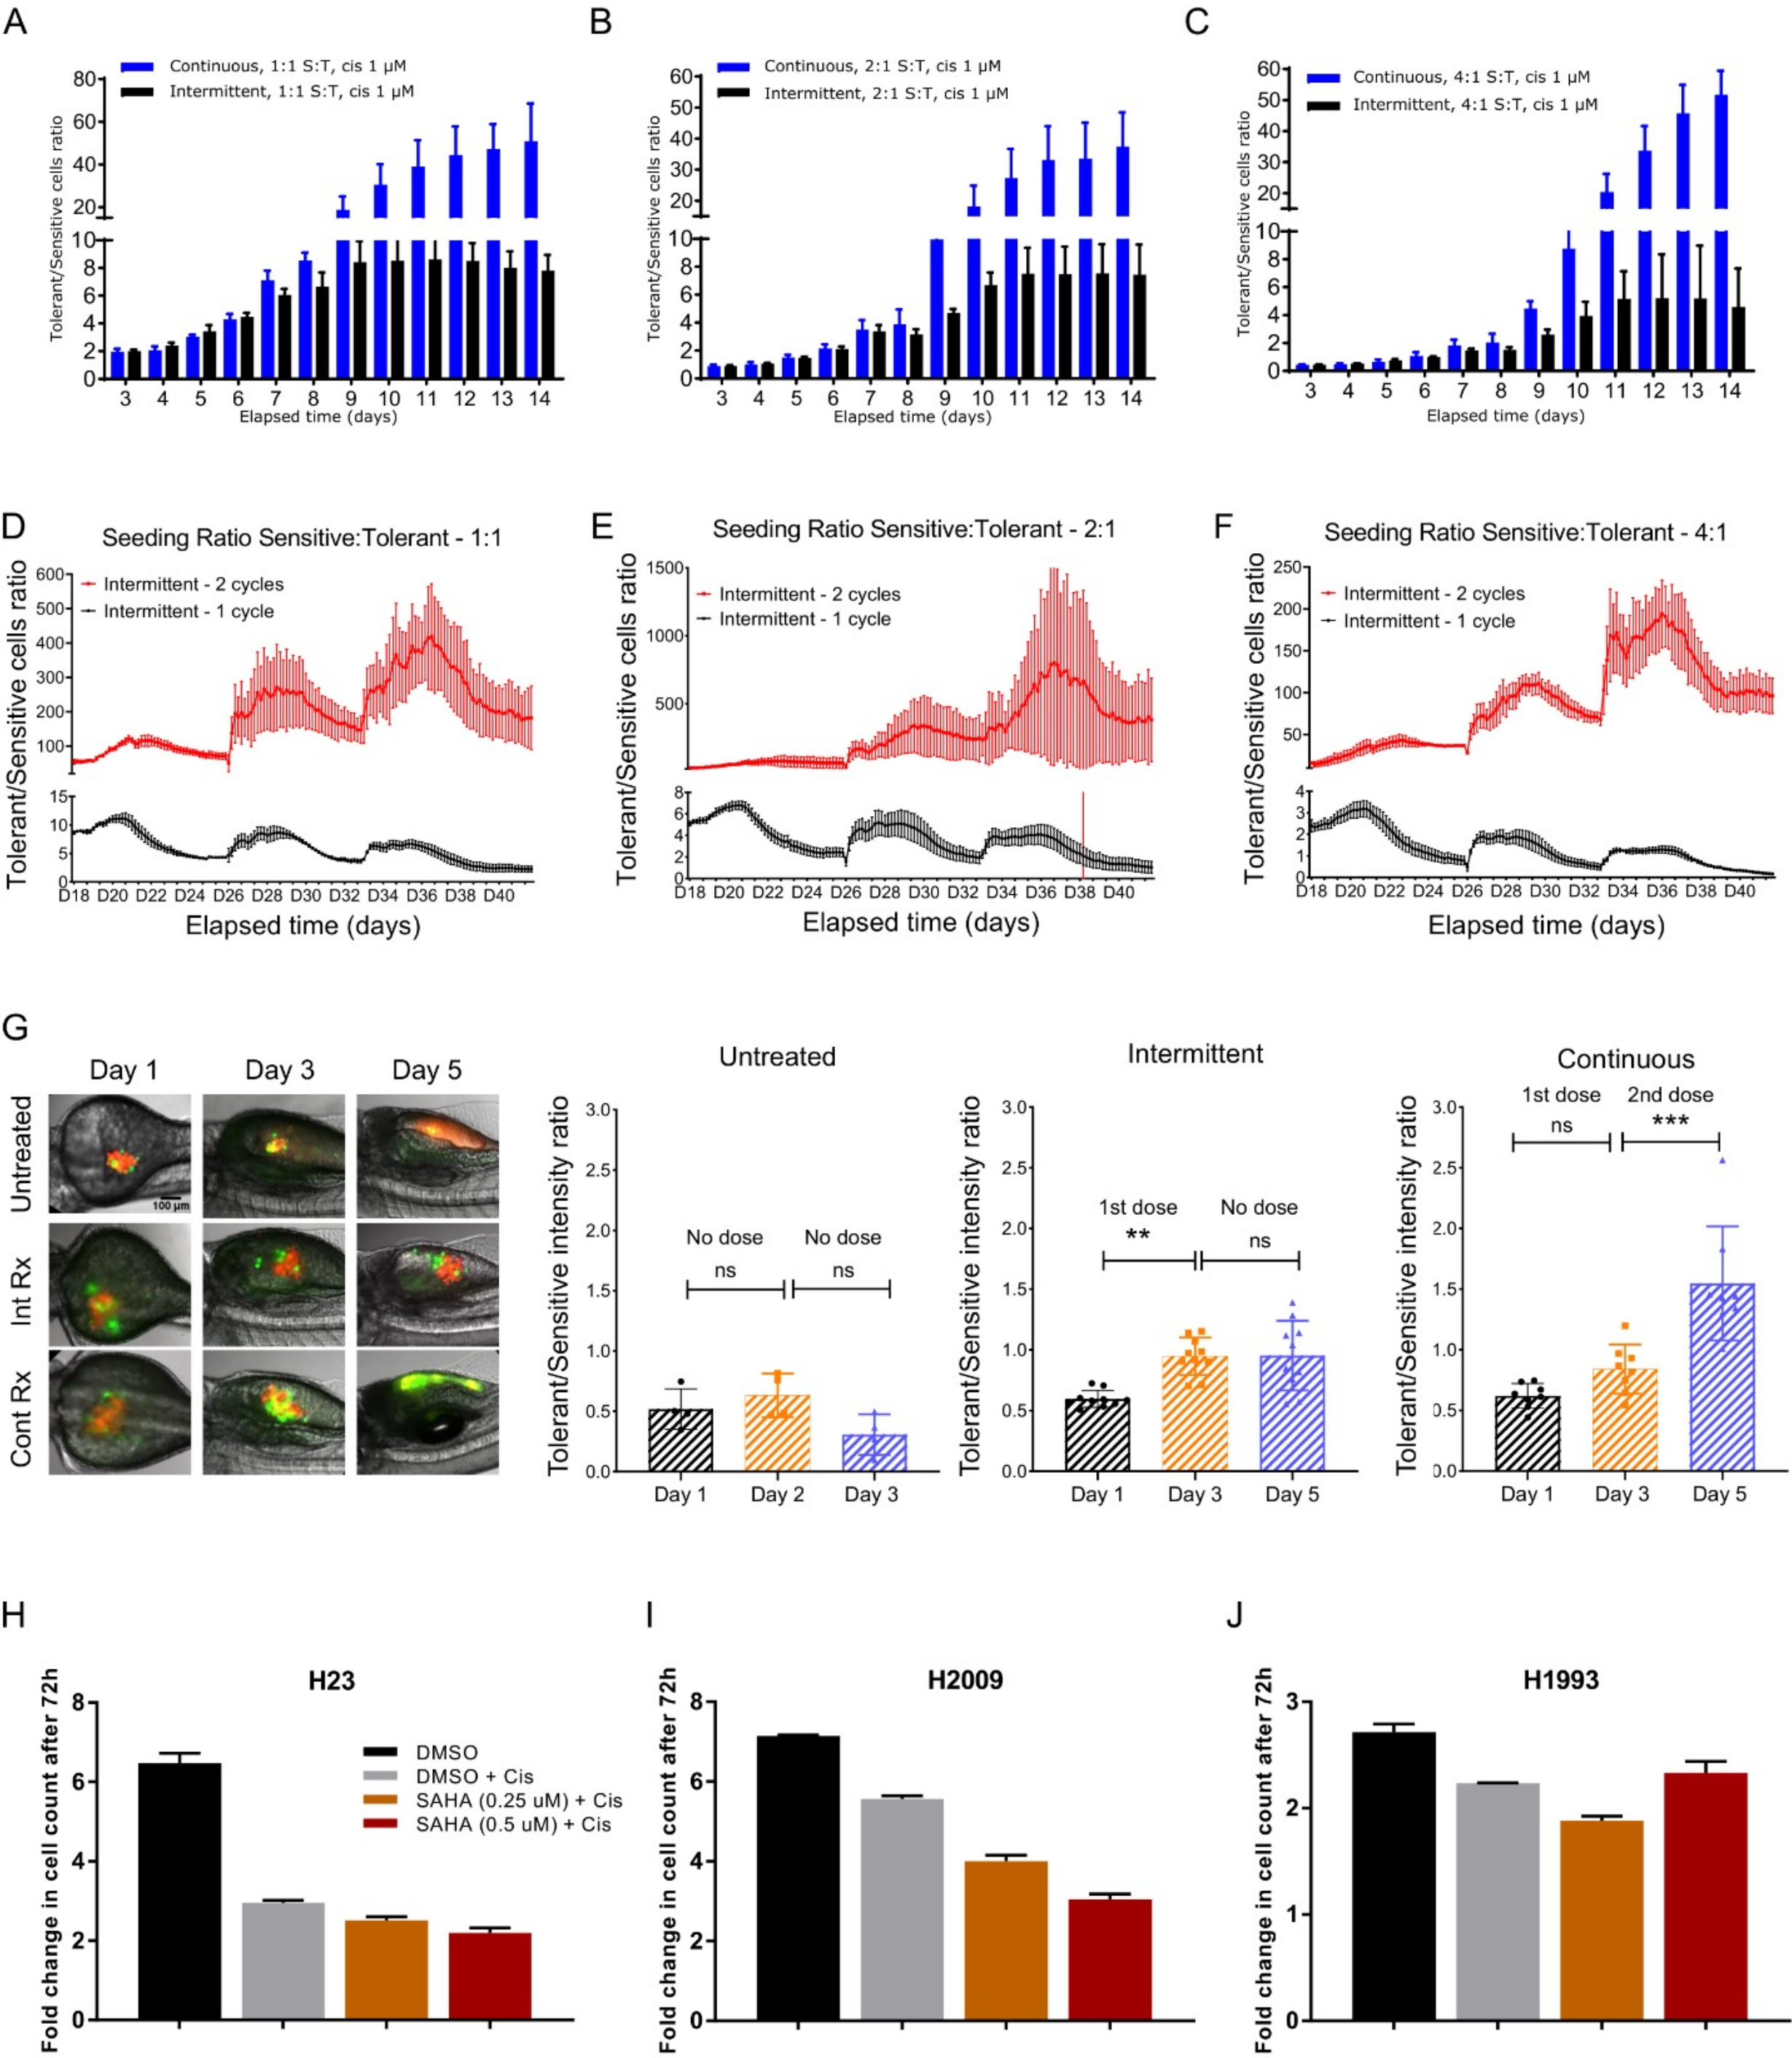 A
Continuous, 1:1 S:T, cis 1 µM
Intermittent, 1:1 S:T, cis 1 µM
Tolerant/Sensitive cells ratio
80
60
40
20
10
8
6
4
2
0
3 4 5 6 7 8 9 10 11 12 13 14
Elapsed time (days)
B
Continuous, 2:1 S:T, cis 1 µM
Intermittent, 2:1 S:T, cis 1 µM
Tolerant/Sensitive cells ratio
60
50
40
30
20
10
8
6
4
2
0
3 4 5 6 7 8 9 10 11 12 13 14
Elapsed time (days)
C
Continuous, 4:1 S:T, cis 1 µM
Intermittent, 4:1 S:T, cis 1 µM
Tolerant/Sensitive cells ratio
60
50
40
30
20
10
8
6
4
2
0
3 4 5 6 7 8 9 10 11 12 13 14
Elapsed time (days)
D
Seeding Ratio Sensitive:Tolerant - 1:1
Intermittent - 2 cycles
Intermittent - 1 cycle
Tolerant/Sensitive cells ratio
600
500
400
300
200
100
15
10
5
0
D18 D20 D22 D24 D26 D28 D30 D32 D34 D36 D38 D40
Elapsed time (days)
E
Seeding Ratio Sensitive:Tolerant - 2:1
Intermittent - 2 cycles
Intermittent - 1 cycle
Tolerant/Sensitive cells ratio
1500
1000
500
8
6
4
2
0
D18 D20 D22 D24 D26 D28 D30 D32 D34 D36 D38 D40
Elapsed time (days)
F
Seeding Ratio Sensitive:Tolerant - 4:1
Intermittent - 2 cycles
Intermittent - 1 cycle
Tolerant/Sensitive cells ratio
250
200
150
100
50
4
3
2
1
0
D18 D20 D22 D24 D26 D28 D30 D32 D34 D36 D38 D40
Elapsed time (days)
G
Day 1 Day 3 Day 5
Untreated
Int Rx
Cont Rx
100 µm
Untreated
Tolerant/Sensitive intensity ratio
3.0
2.5
2.0
1.5
1.0
0.5
0.0
No dose No dose
ns ns
Day 1 Day 2 Day 3
Intermittent
Tolerant/Sensitive intensity ratio
3.0
2.5
2.0
1.5
1.0
0.5
0.0
1st dose No dose
** ns
Day 1 Day 3 Day 5
Continuous
Tolerant/Sensitive intensity ratio
3.0
2.5
2.0
1.5
1.0
0.5
0.0
1st dose 2nd dose
ns ***
Day 1 Day 3 Day 5
H
H23
Fold change in cell count after 72h
8
6
4
2
0
DMSO
DMSO + Cis
SAHA (0.25 uM) + Cis
SAHA (0.5 uM) + Cis
I
H2009
Fold change in cell count after 72h
8
6
4
2
0
J
H1993
Fold change in cell count after 72h
3
2
1
0